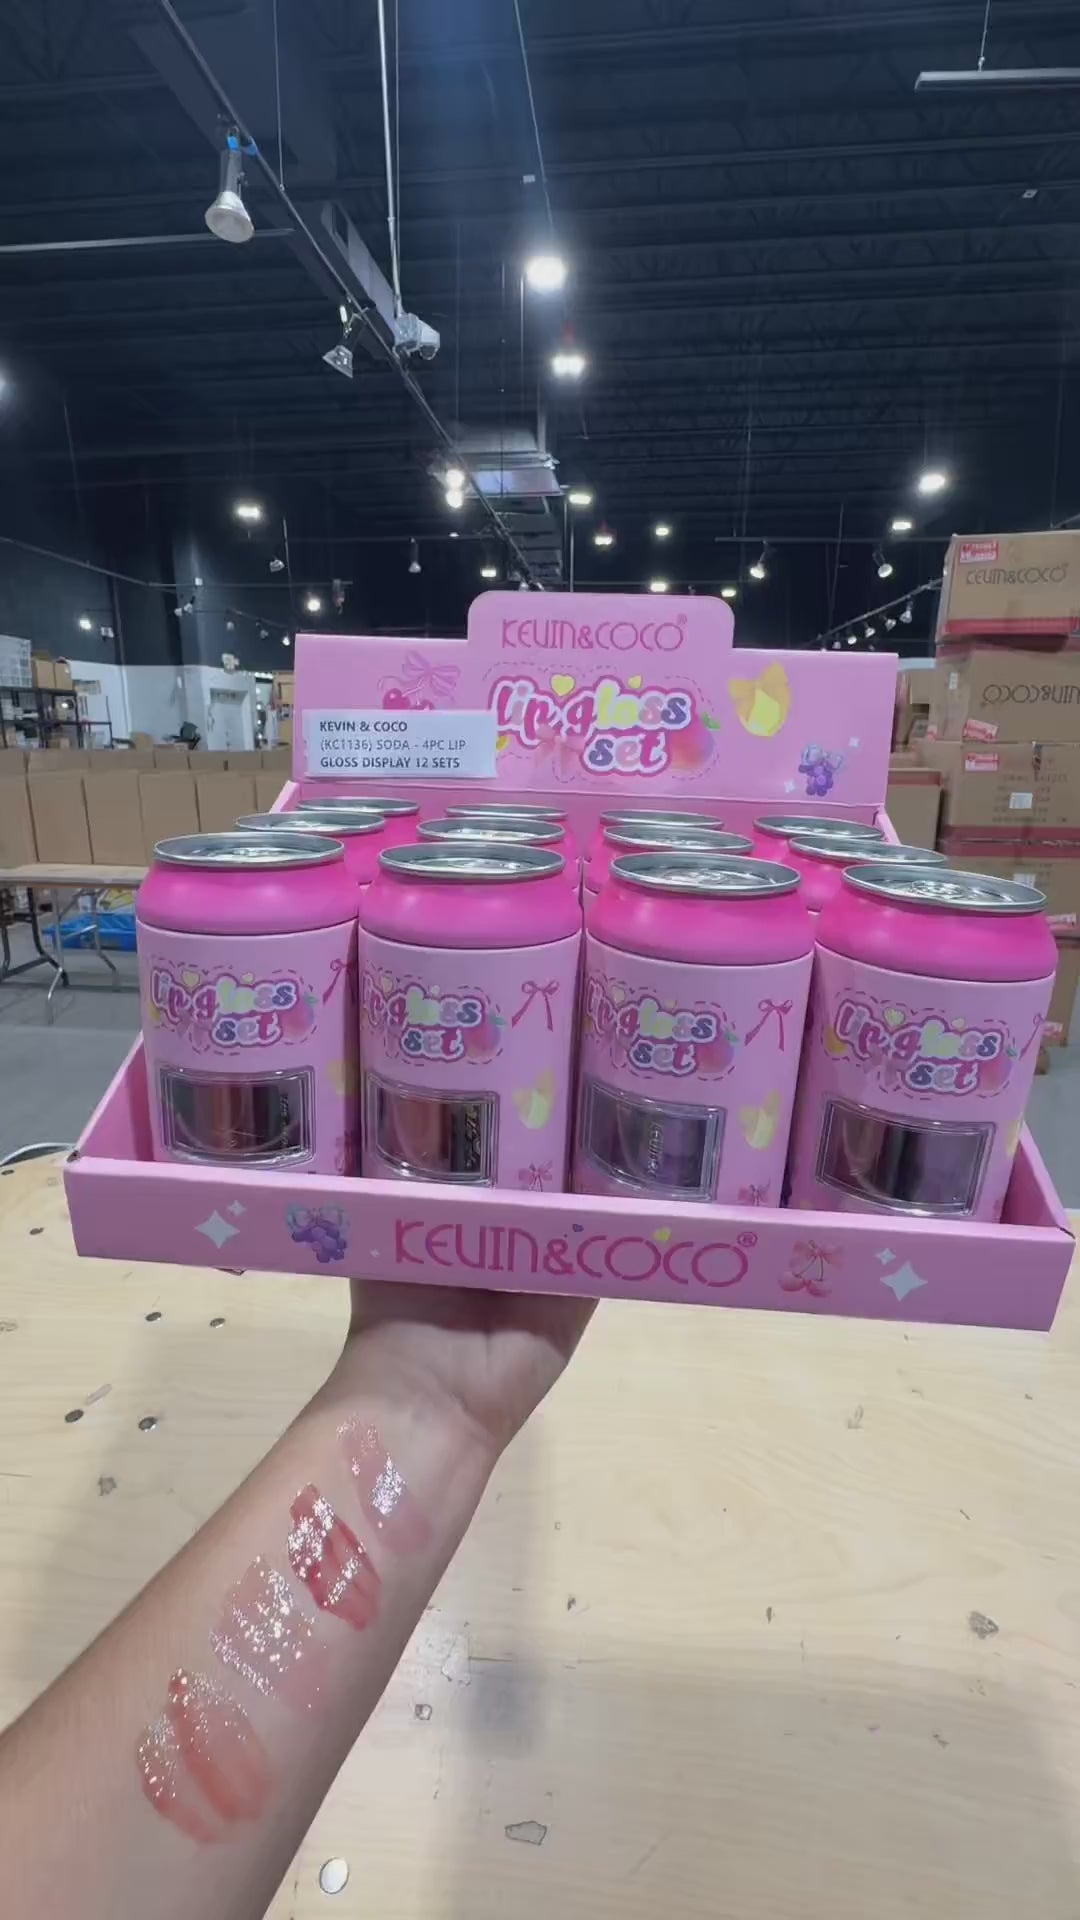 KEVIN&COCO
KEVIN&COCO®
lip gloss
set
KEVIN & COCO
(KC1136) SODA - 4PC LIP
GLOSS DISPLAY 12 SETS
lip gloss
set
lip gloss
set
lip gloss
set
lip gloss
set
KEVIN&COCO®